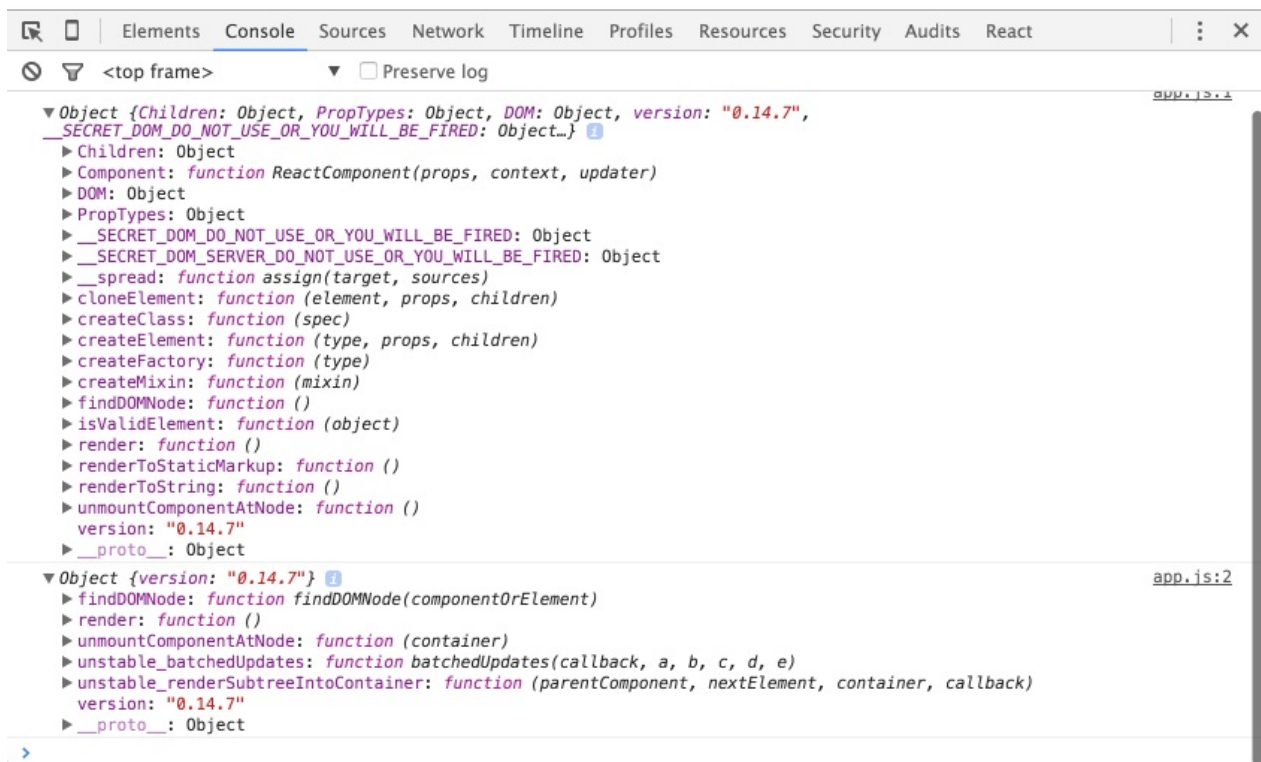 Elements Console Sources Network Timeline Profiles Resources Security Audits React
<top frame> Preserve log
app.js:1
Object {Children: Object, PropTypes: Object, DOM: Object, version: "0.14.7",
__SECRET_DOM_DO_NOT_USE_OR_YOU_WILL_BE_FIRED: Object…}
Children: Object
Component: function ReactComponent(props, context, updater)
DOM: Object
PropTypes: Object
__SECRET_DOM_DO_NOT_USE_OR_YOU_WILL_BE_FIRED: Object
__SECRET_DOM_SERVER_DO_NOT_USE_OR_YOU_WILL_BE_FIRED: Object
__spread: function assign(target, sources)
cloneElement: function (element, props, children)
createClass: function (spec)
createElement: function (type, props, children)
createFactory: function (type)
createMixin: function (mixin)
findDOMNode: function ()
isValidElement: function (object)
render: function ()
renderToStaticMarkup: function ()
renderToString: function ()
unmountComponentAtNode: function ()
version: "0.14.7"
__proto__: Object
Object {version: "0.14.7"} app.js:2
findDOMNode: function findDOMNode(componentOrElement)
render: function ()
unmountComponentAtNode: function (container)
unstable_batchedUpdates: function batchedUpdates(callback, a, b, c, d, e)
unstable_renderSubtreeIntoContainer: function (parentComponent, nextElement, container, callback)
version: "0.14.7"
__proto__: Object